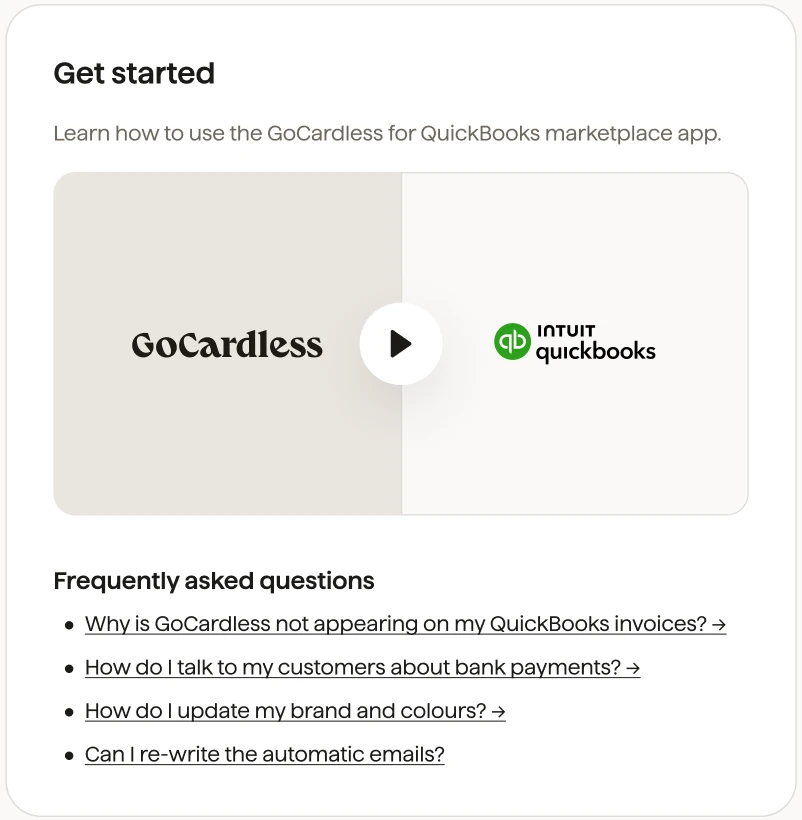 Get started
Learn how to use the GoCardless for QuickBooks marketplace app.
GoCardless
INTUIT
quickbooks
Frequently asked questions
• Why is GoCardless not appearing on my QuickBooks invoices? →
• How do I talk to my customers about bank payments? →
• How do I update my brand and colours? →
• Can I re-write the automatic emails?